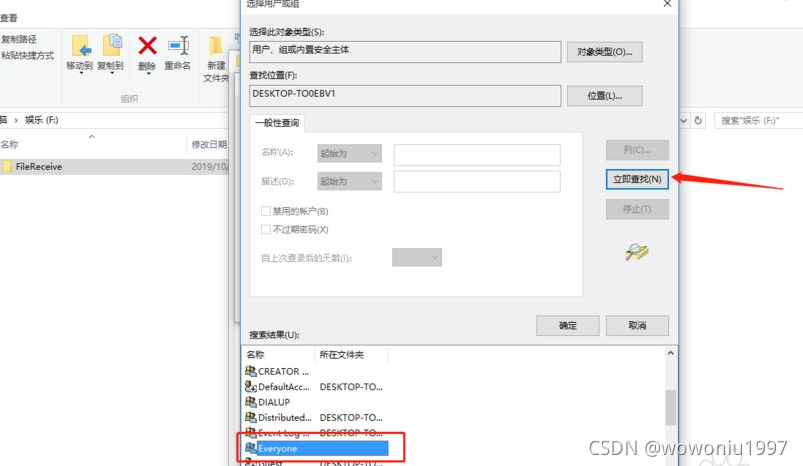 查看
选择用户或组
复制路径
粘贴快捷方式
移动到 复制到 删除 重命名 新建
文件夹
组织
选择此对象类型(S):
用户、组或内置安全主体
对象类型(O)...
查找位置(F):
DESKTOP-TO0EBV1
位置(L)...
脑 › 娱乐 (F:)
搜索"娱乐 (F:)"
名称 修改日期
FileReceive 2019/10/
一般性查询
名称(A): 起始为
描述(D): 起始为
禁用的帐户(B)
不过期密码(X)
自上次登录后的天数(I):
列(C)...
立即查找(N)
停止(T)
确定 取消
搜索结果(U):
名称 所在文件夹
CREATOR ...
DefaultAcc... DESKTOP-TO...
DIALUP
Distributed... DESKTOP-TO...
Event Log ... DESKTOP-TO...
Everyone
Guest DESKTOP-TO...
CSDN @wowoniu1997